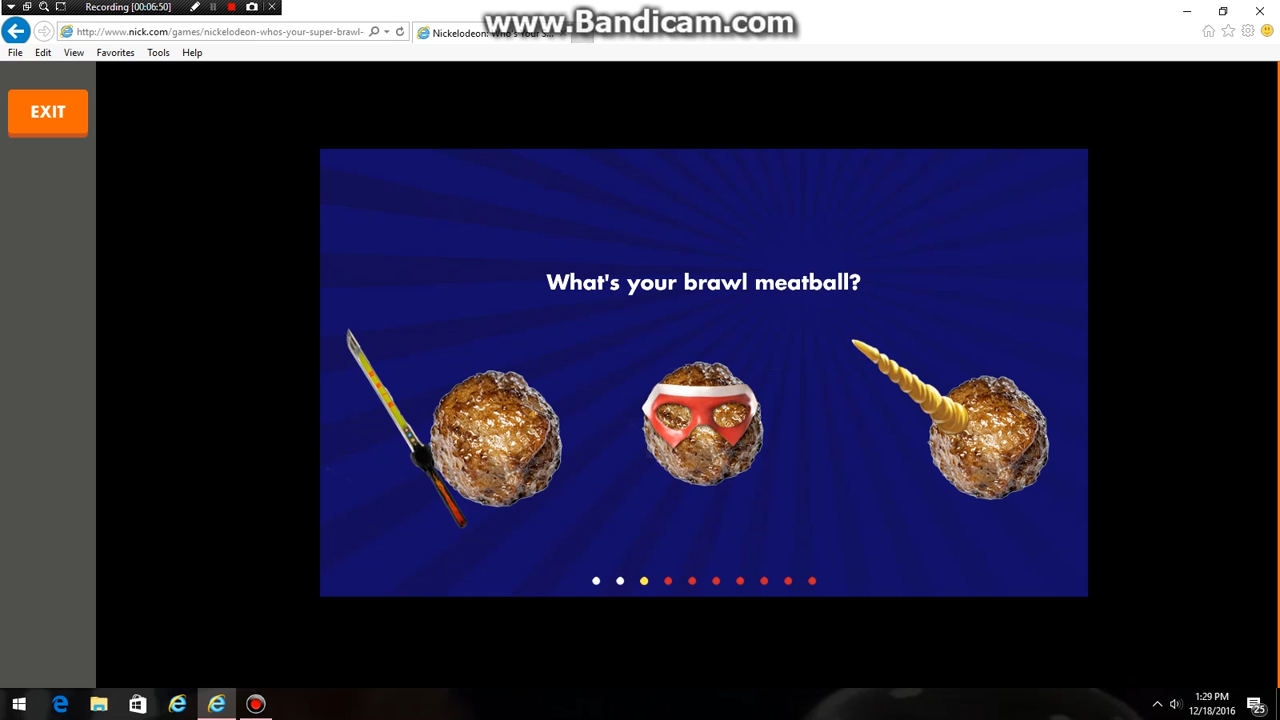 Recording [00:06:50]
www.Bandicam.com
http://www.nick.com/games/nickelodeon-whos-your-super-brawl-
Nickelodeon: Who's Your S...
File Edit View Favorites Tools Help
EXIT
What's your brawl meatball?
1:29 PM
12/18/2016
25